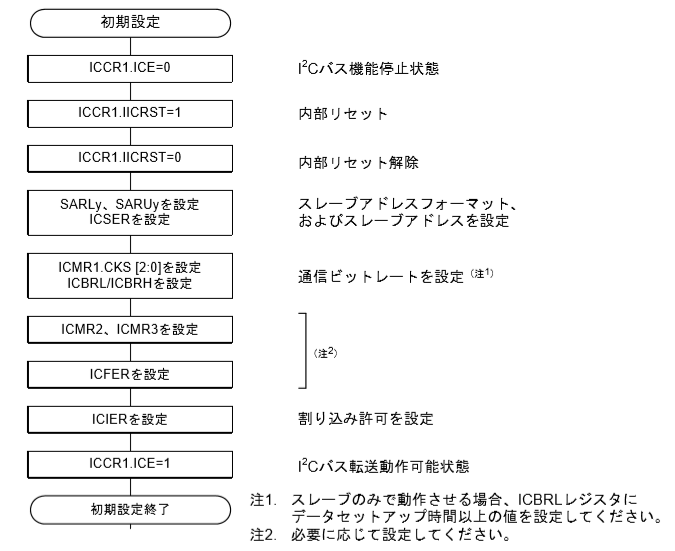 初期設定
ICCR1.ICE=0
I²Cバス機能停止状態
ICCR1.IICRST=1
内部リセット
ICCR1.IICRST=0
内部リセット解除
SARLy、SARUyを設定
ICSERを設定
スレーブアドレスフォーマット、
およびスレーブアドレスを設定
ICMR1.CKS [2:0]を設定
ICBRL/ICBRHを設定
通信ビットレートを設定 (注1)
ICMR2、ICMR3を設定
(注2)
ICFERを設定
ICIERを設定
割り込み許可を設定
ICCR1.ICE=1
I²Cバス転送動作可能状態
初期設定終了
注1. スレーブのみで動作させる場合、ICBRLレジスタに
データセットアップ時間以上の値を設定してください。
注2. 必要に応じて設定してください。